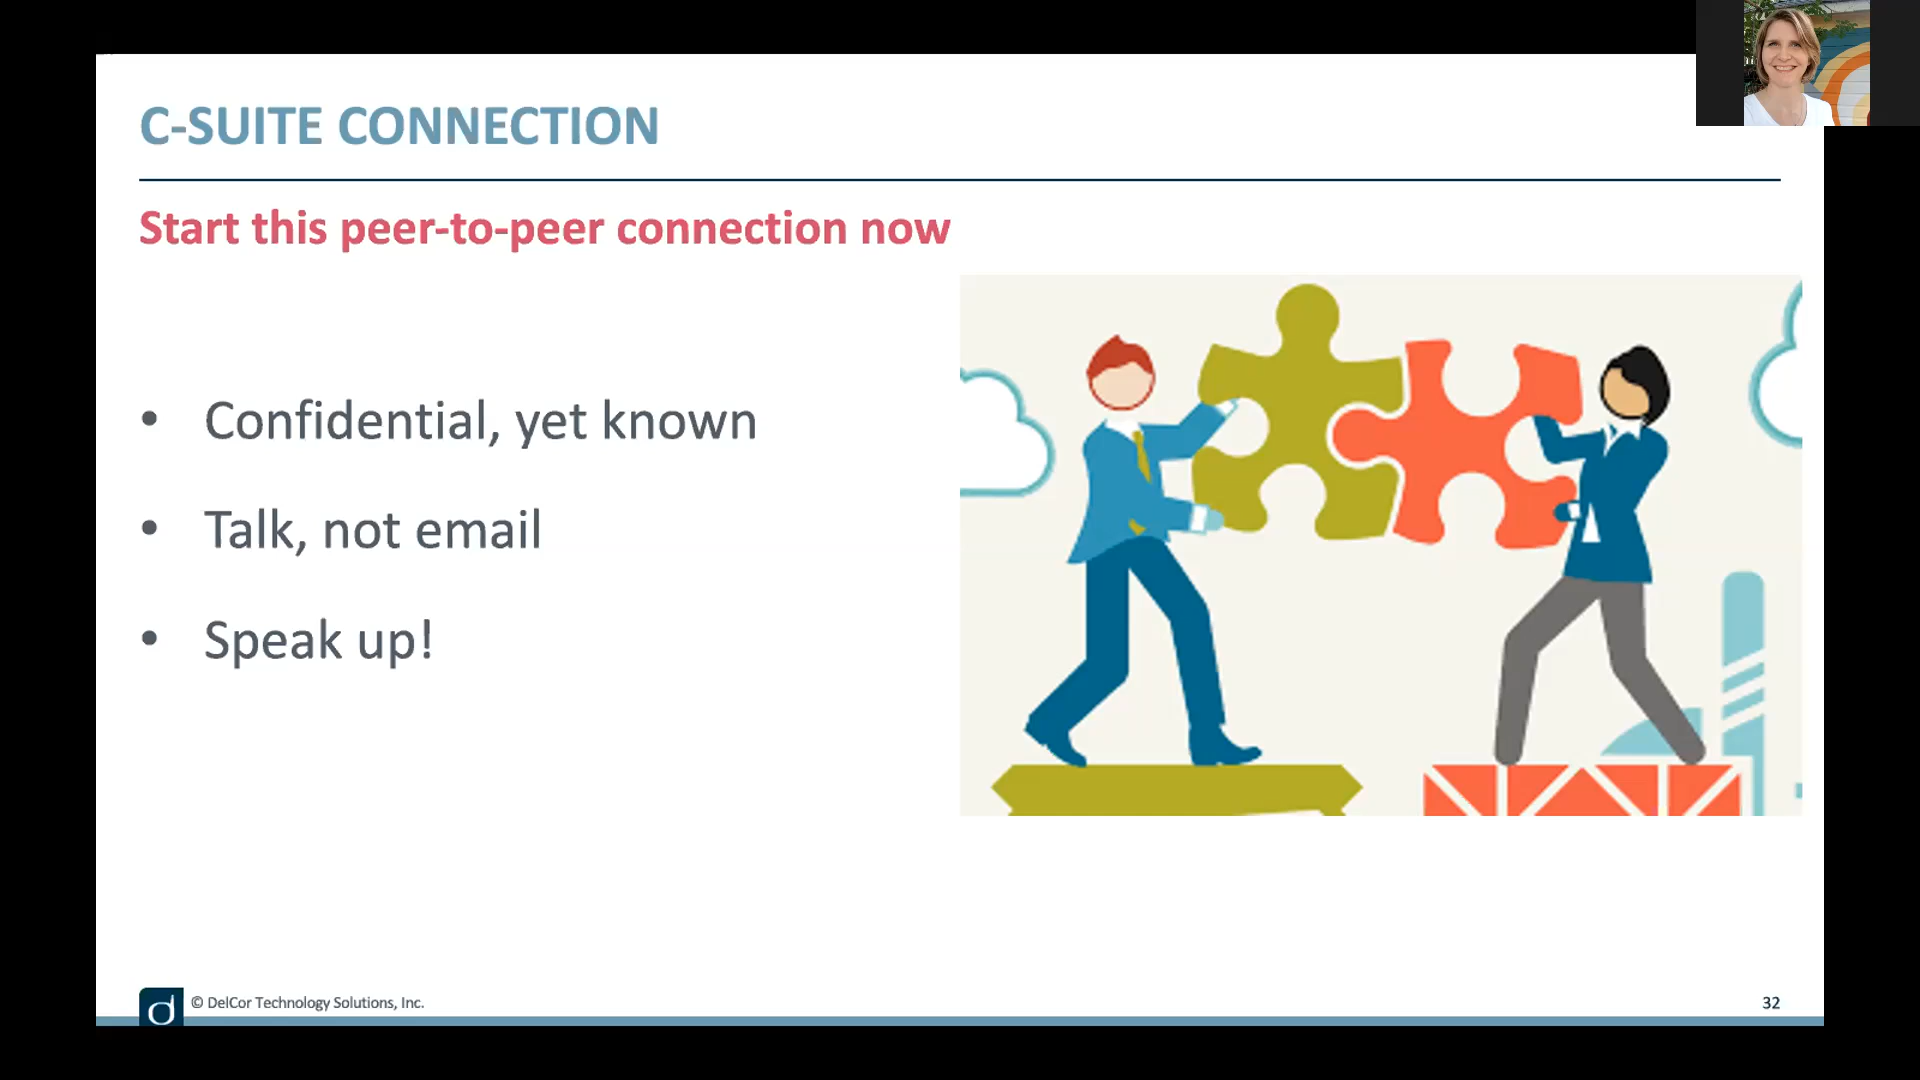 C-SUITE CONNECTION
Start this peer-to-peer connection now
• Confidential, yet known
• Talk, not email
• Speak up!
d © DelCor Technology Solutions, Inc.
32